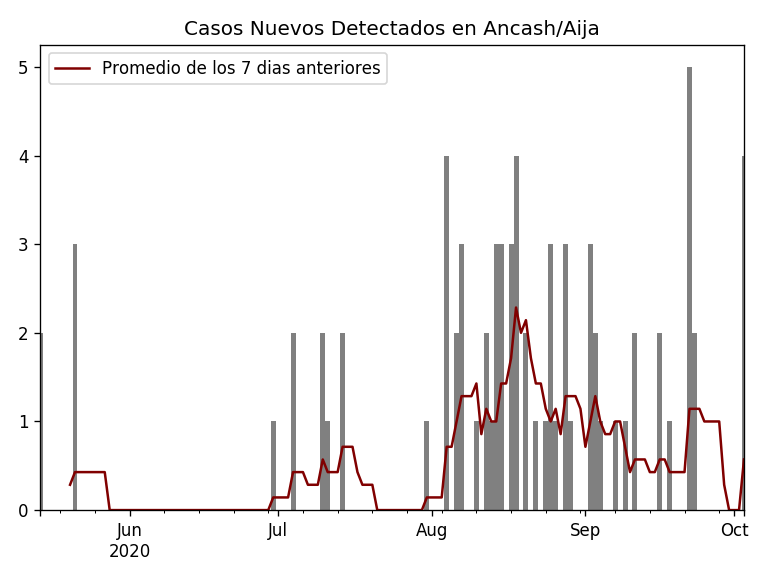 Casos Nuevos Detectados en Ancash/Aija
Promedio de los 7 dias anteriores
5
4
3
2
1
0
Jun
2020
Jul
Aug
Sep
Oct